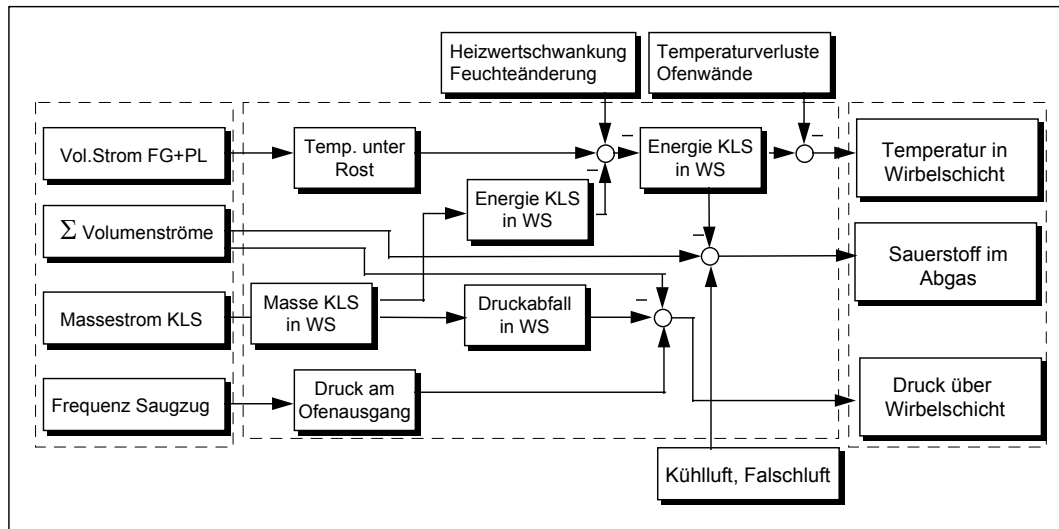 Heizwertschwankung
Feuchteänderung
Temperaturverluste
Ofenwände
Vol.Strom FG+PL
Temp. unter
Rost
Energie KLS
in WS
Temperatur in
Wirbelschicht
Energie KLS
in WS
Σ Volumenströme
Sauerstoff im
Abgas
Massestrom KLS
Masse KLS
in WS
Druckabfall
in WS
Frequenz Saugzug
Druck am
Ofenausgang
Druck über
Wirbelschicht
Kühlluft, Falschluft